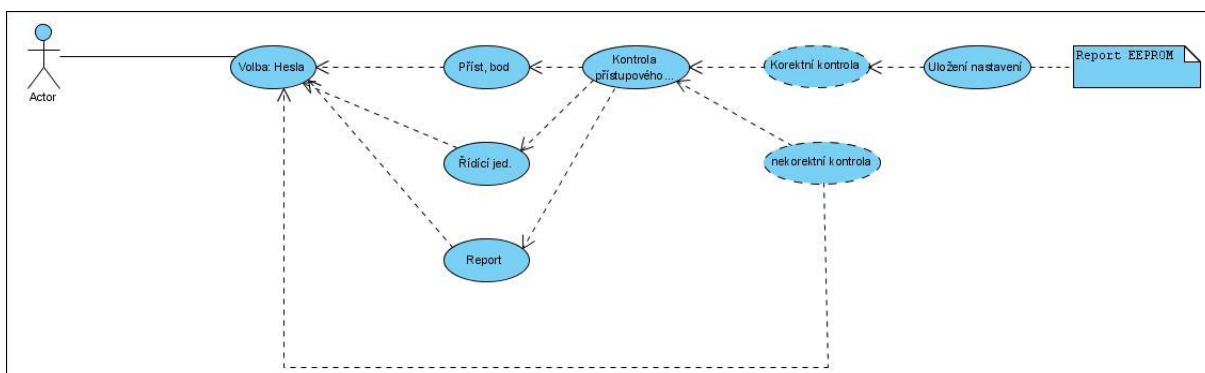 Actor
Volba: Hesla
Příst, bod
Kontrola
přístupového ...
Korektní kontrola
Uložení nastavení
Report EEPROM
Řídící jed.
nekorektní kontrola
Report